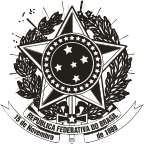 REPÚBLICA FEDERATIVA DO BRASIL
15 de Novembro de 1889